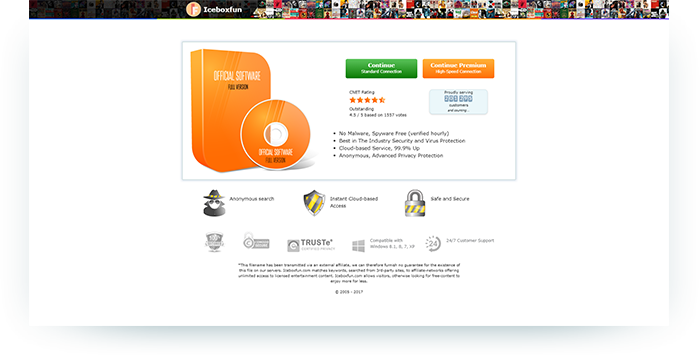 Iceboxfun
OFFICIAL SOFTWARE
FULL VERSION
OFFICIAL SOFTWARE
FULL VERSION
Continue
Standard Connection
Continue Premium
High Speed Connection
CNET Rating
Outstanding
4.5 / 5 based on 1557 votes
Proudly serving
customers
and counting...
• No Malware, Spyware Free (verified hourly)
• Best in The Industry Security and Virus Protection
• Cloud-based Service, 99.9% Up
• Anonymous, Advanced Privacy Protection
Anonymous search
Instant Cloud-based
Access
Safe and Secure
TRUSTe
Compatible with
Windows 8.1, 8, 7, XP
24
24/7 Customer Support
*This filename has been transmitted via an external affiliate, we can therefore furnish no guarantee for the existence of
this file on our servers. Iceboxfun.com matches keywords, searched from 3rd-party sites, to affiliate-networks offering
unlimited access to licensed entertainment content. Iceboxfun.com allows visitors, otherwise looking for free-content to
enjoy more for less.
© 2005 - 2017